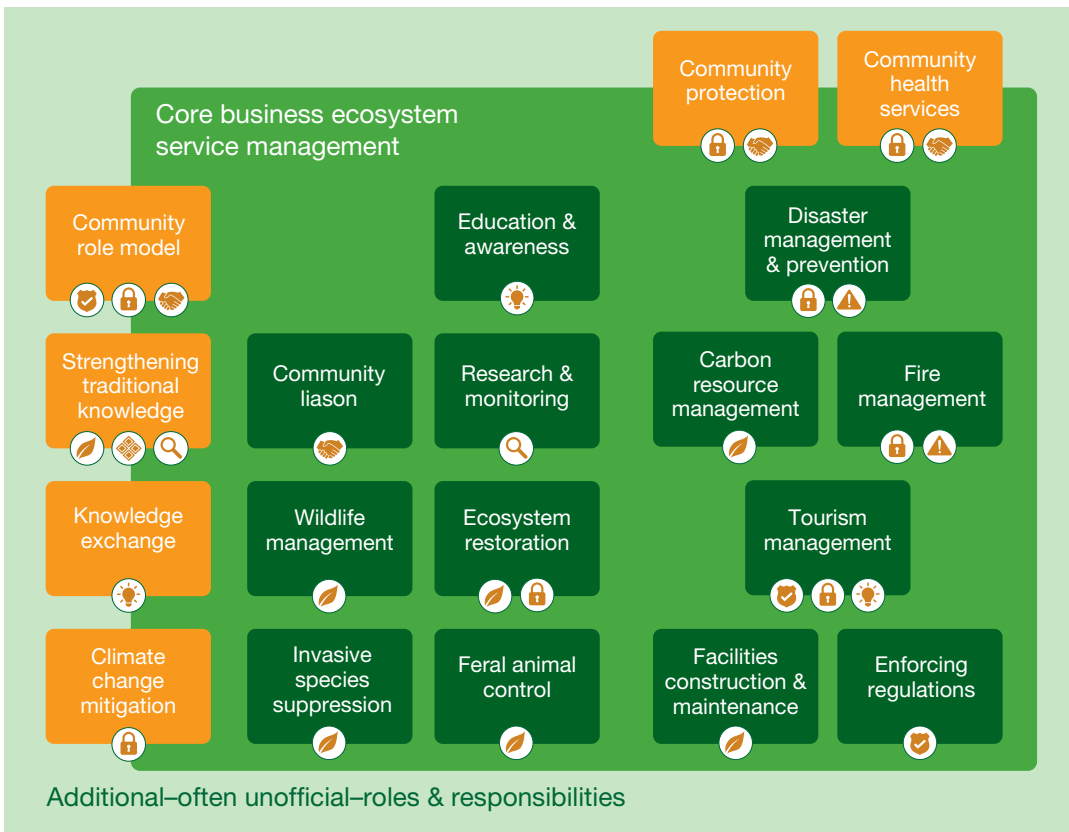 Community
protection
Community
health
services
Core business ecosystem
service management
Community
role model
Education &
awareness
Disaster
management
& prevention
Strengthening
traditional
knowledge
Community
liason
Research &
monitoring
Carbon
resource
management
Fire
management
Knowledge
exchange
Wildlife
management
Ecosystem
restoration
Tourism
management
Climate
change
mitigation
Invasive
species
suppression
Feral animal
control
Facilities
construction &
maintenance
Enforcing
regulations
Additional–often unofficial–roles & responsibilities